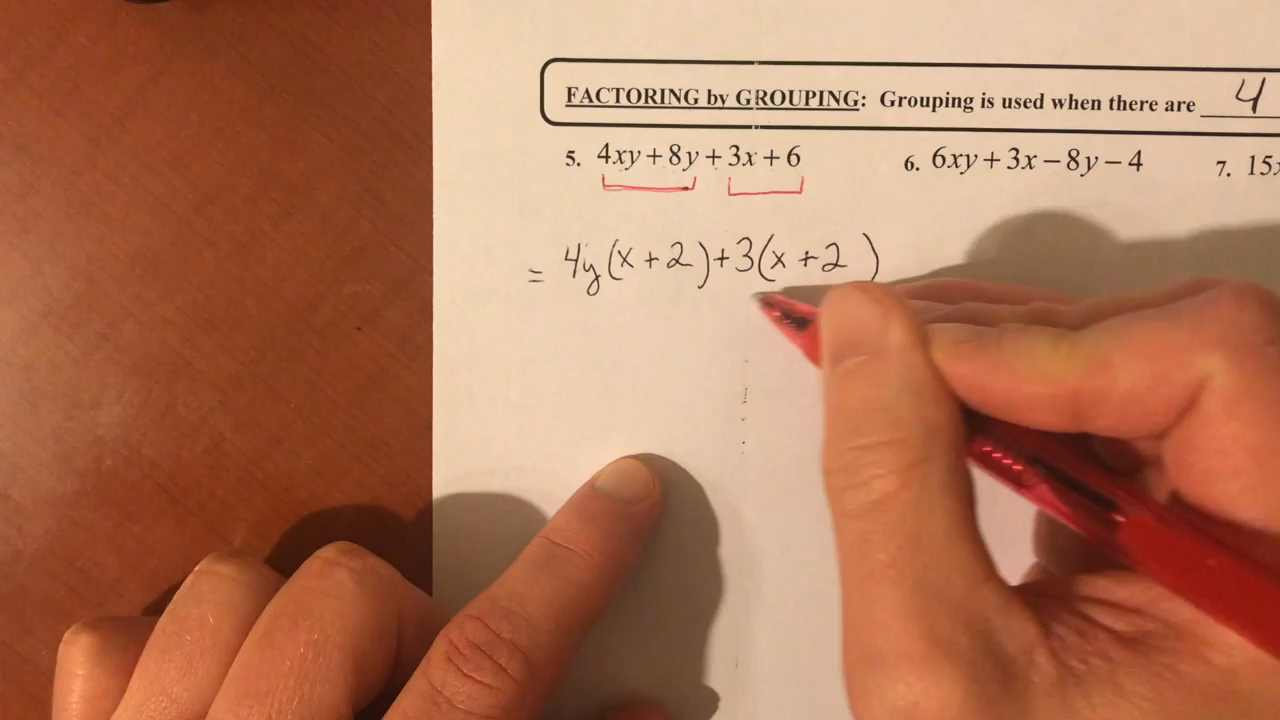 FACTORING by GROUPING: Grouping is used when there are 4
5. 4xy+8y+3x+6
6. 6xy+3x−8y−4
7. 15
= 4y(x+2)+3(x+2)